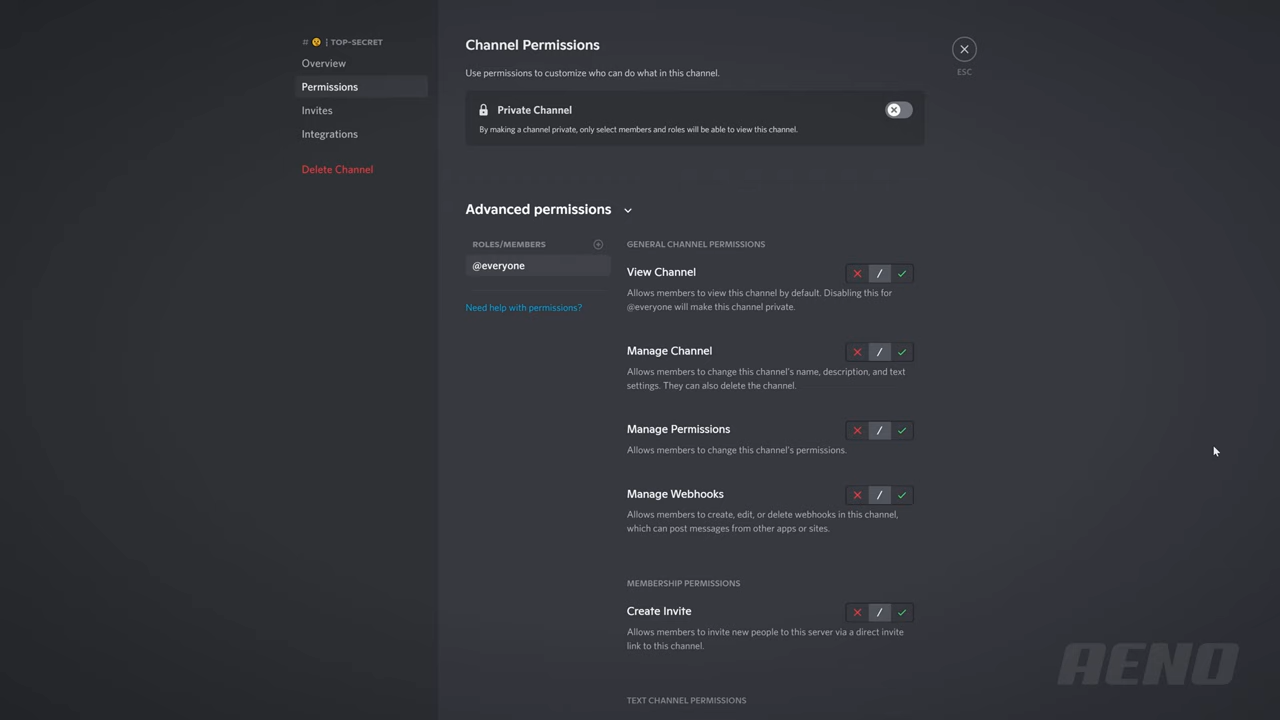 # 🤫 ¦ TOP-SECRET
Overview
Permissions
Invites
Integrations
Delete Channel
Channel Permissions
Use permissions to customize who can do what in this channel.
ESC
Private Channel
By making a channel private, only select members and roles will be able to view this channel.
Advanced permissions
ROLES/MEMBERS
@everyone
Need help with permissions?
GENERAL CHANNEL PERMISSIONS
View Channel
/
Allows members to view this channel by default. Disabling this for
@everyone will make this channel private.
Manage Channel
/
Allows members to change this channel's name, description, and text
settings. They can also delete the channel.
Manage Permissions
/
Allows members to change this channel's permissions.
Manage Webhooks
/
Allows members to create, edit, or delete webhooks in this channel,
which can post messages from other apps or sites.
MEMBERSHIP PERMISSIONS
Create Invite
/
Allows members to invite new people to this server via a direct invite
link to this channel.
TEXT CHANNEL PERMISSIONS
AENO